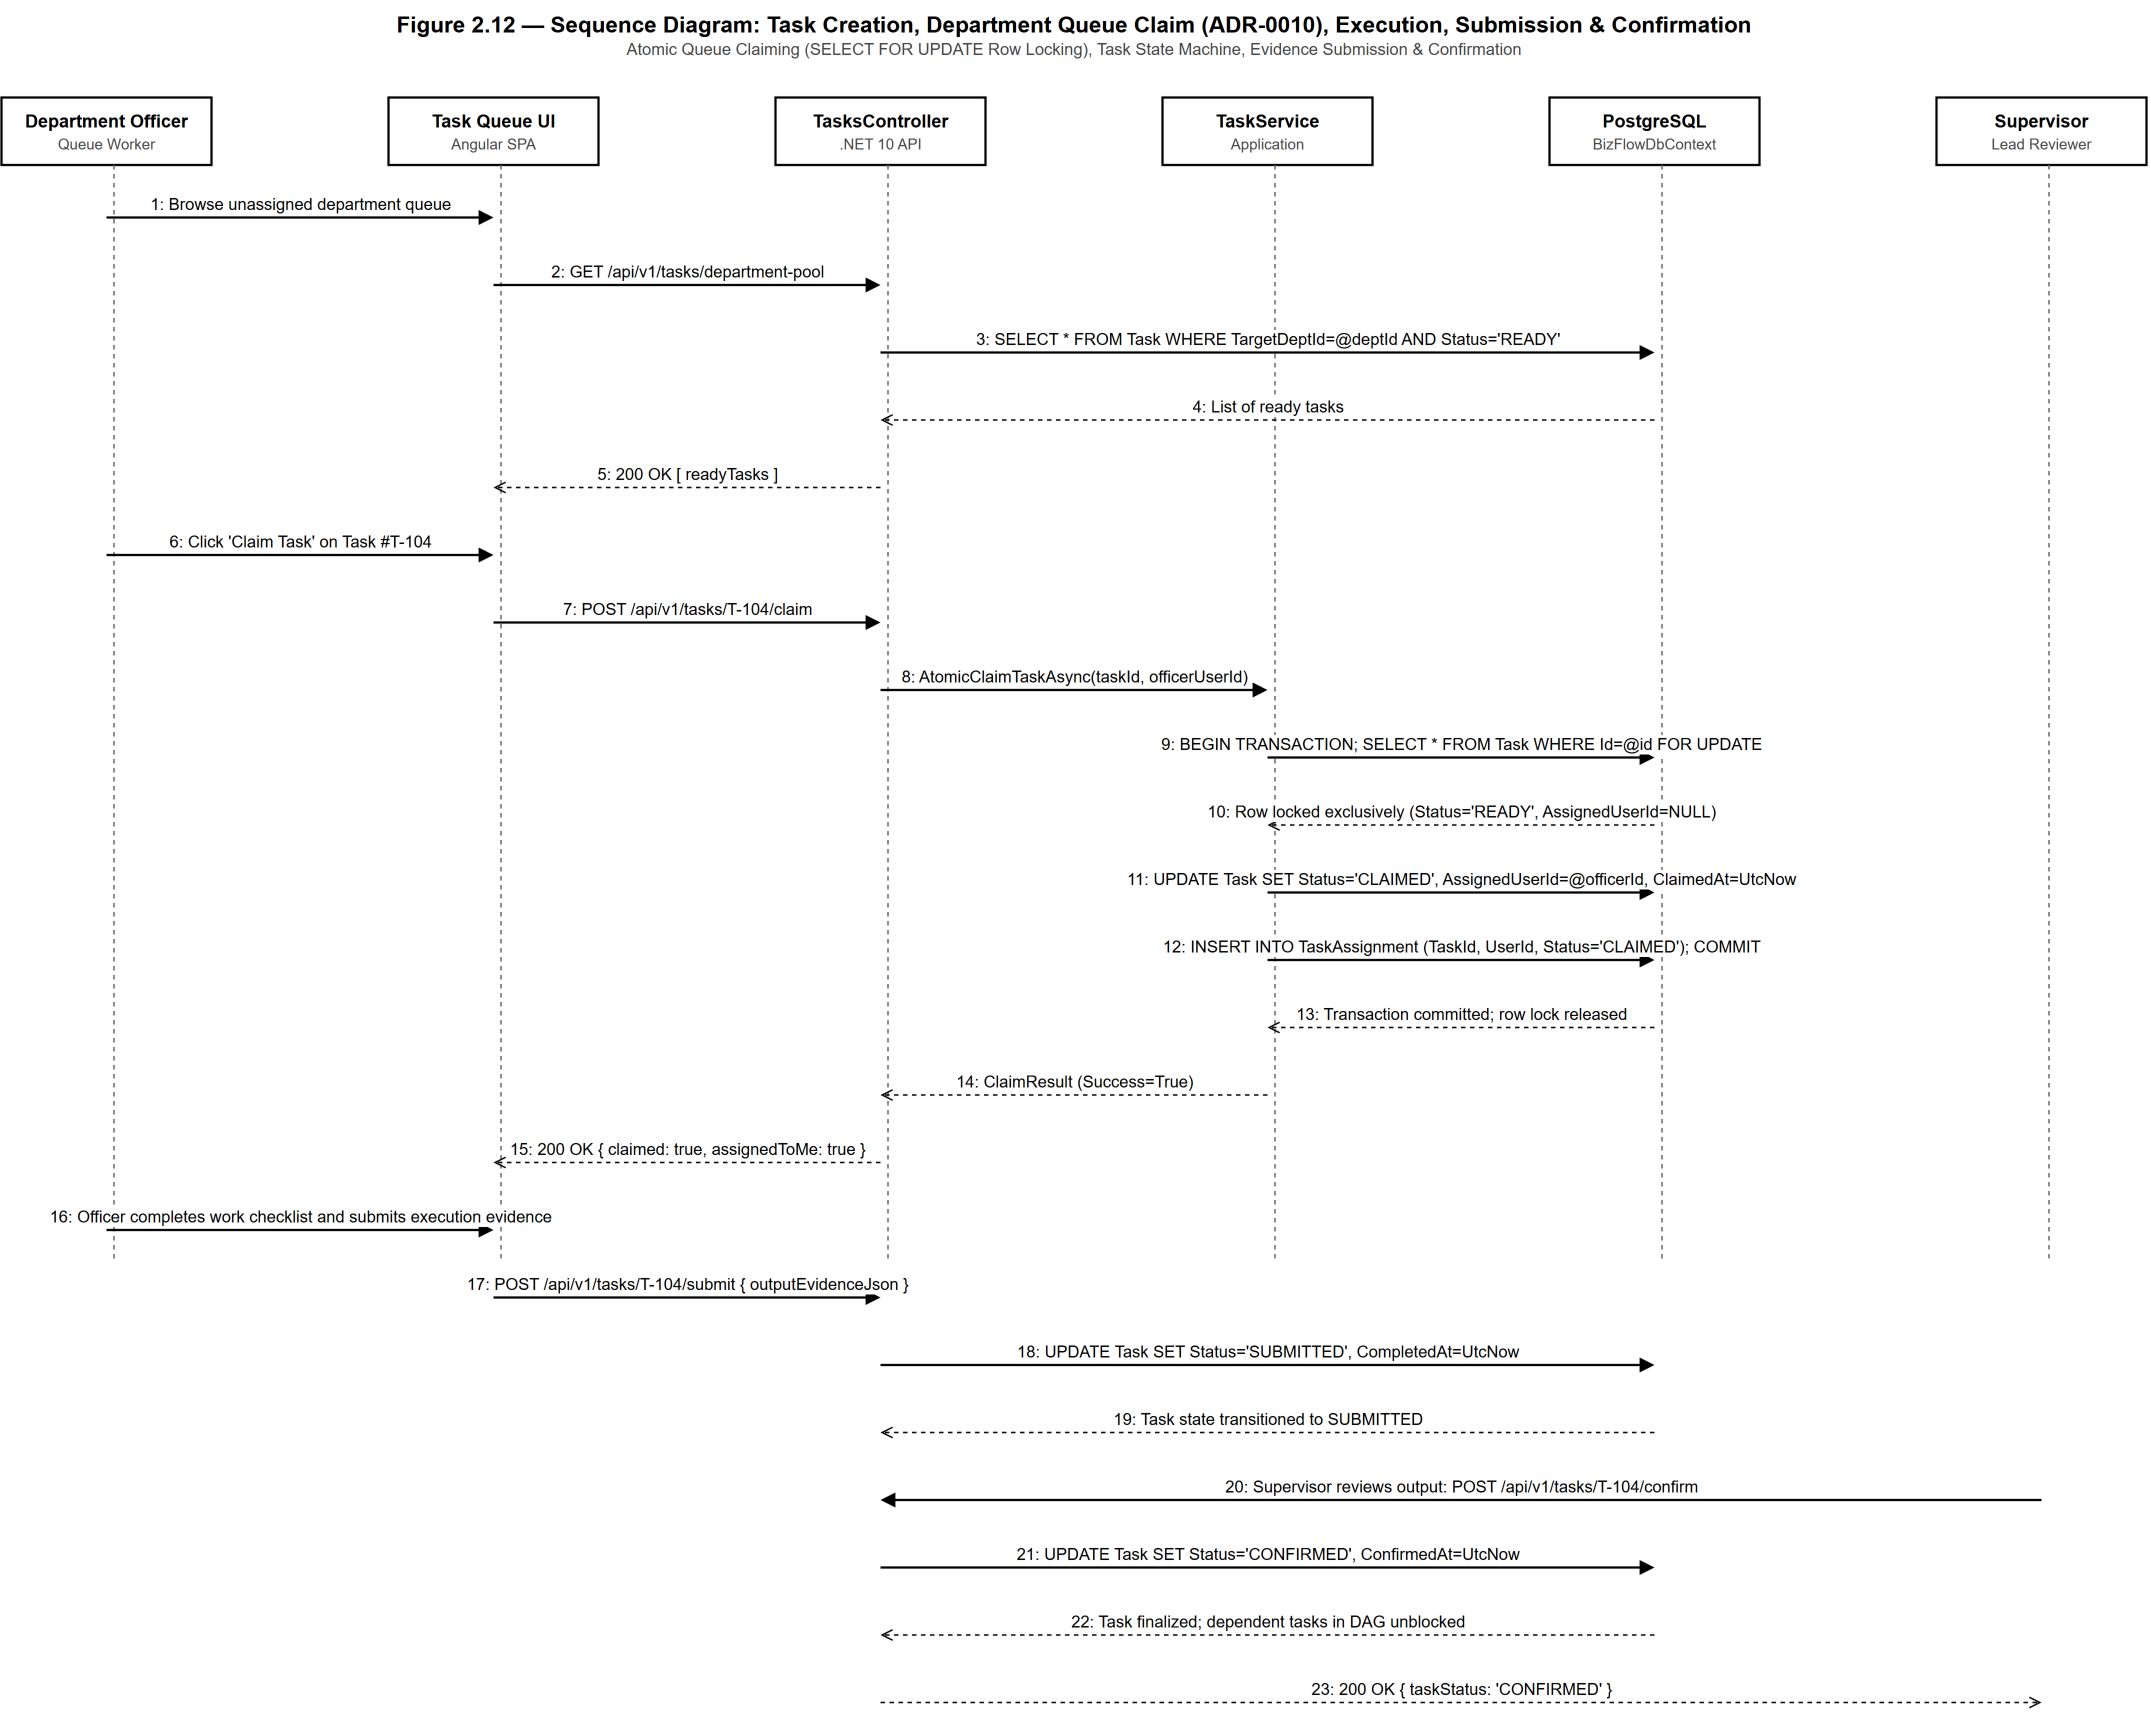 Figure 2.12 — Sequence Diagram: Task Creation, Department Queue Claim (ADR-0010), Execution, Submission & Confirmation
Atomic Queue Claiming (SELECT FOR UPDATE Row Locking), Task State Machine, Evidence Submission & Confirmation
Department Officer
Queue Worker
Task Queue UI
Angular SPA
TasksController
.NET 10 API
TaskService
Application
PostgreSQL
BizFlowDbContext
Supervisor
Lead Reviewer
1: Browse unassigned department queue
2: GET /api/v1/tasks/department-pool
3: SELECT * FROM Task WHERE TargetDeptId=@deptId AND Status='READY'
4: List of ready tasks
5: 200 OK [ readyTasks ]
6: Click 'Claim Task' on Task #T-104
7: POST /api/v1/tasks/T-104/claim
8: AtomicClaimTaskAsync(taskId, officerUserId)
9: BEGIN TRANSACTION; SELECT * FROM Task WHERE Id=@id FOR UPDATE
10: Row locked exclusively (Status='READY', AssignedUserId=NULL)
11: UPDATE Task SET Status='CLAIMED', AssignedUserId=@officerId, ClaimedAt=UtcNow
12: INSERT INTO TaskAssignment (TaskId, UserId, Status='CLAIMED'); COMMIT
13: Transaction committed; row lock released
14: ClaimResult (Success=True)
15: 200 OK { claimed: true, assignedToMe: true }
16: Officer completes work checklist and submits execution evidence
17: POST /api/v1/tasks/T-104/submit { outputEvidenceJson }
18: UPDATE Task SET Status='SUBMITTED', CompletedAt=UtcNow
19: Task state transitioned to SUBMITTED
20: Supervisor reviews output: POST /api/v1/tasks/T-104/confirm
21: UPDATE Task SET Status='CONFIRMED', ConfirmedAt=UtcNow
22: Task finalized; dependent tasks in DAG unblocked
23: 200 OK { taskStatus: 'CONFIRMED' }